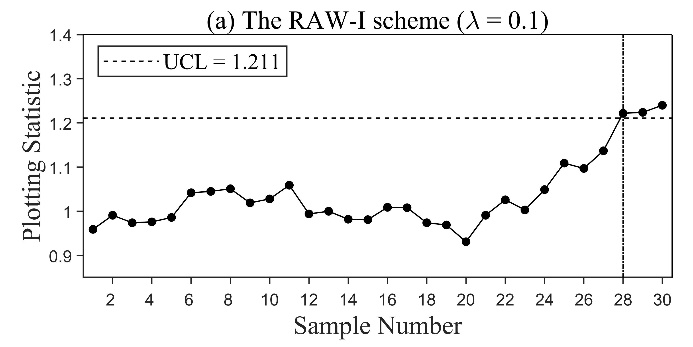 (a) The RAW-I scheme (λ = 0.1)
UCL = 1.211
Plotting Statistic
1.4
1.3
1.2
1.1
1
0.9
2 4 6 8 10 12 14 16 18 20 22 24 26 28 30
Sample Number